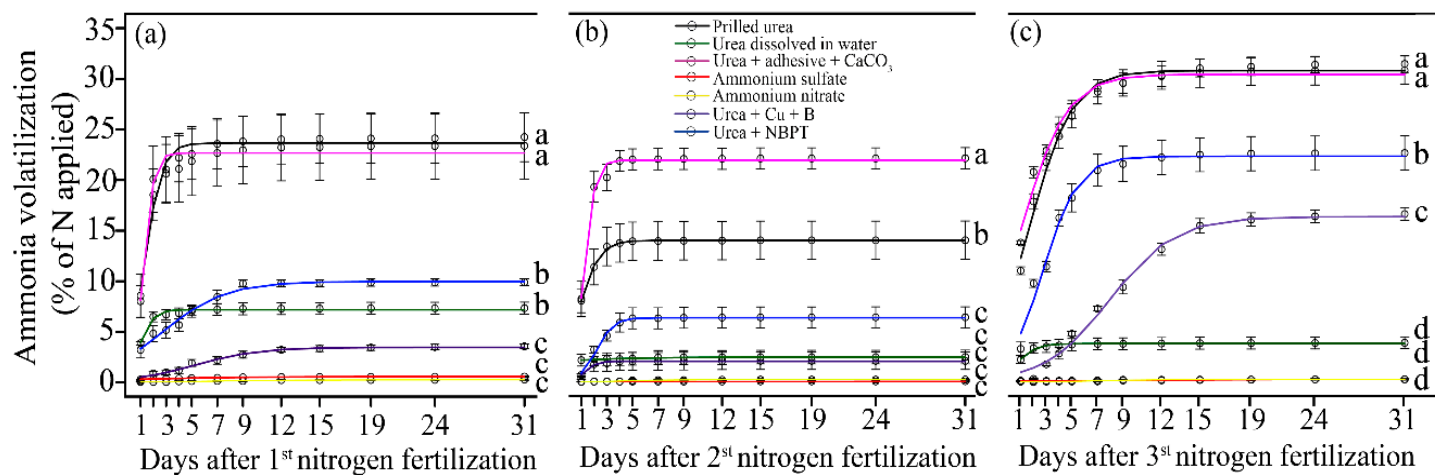 Ammonia volatilization
(% of N applied)
35
30
25
20
15
10
5
0
(a)
a
a
b
b
c
c
c
1 3 5 7 9 12 15 19 24 31
Days after 1st nitrogen fertilization
(b)
Prilled urea
Urea dissolved in water
Urea + adhesive + CaCO3
Ammonium sulfate
Ammonium nitrate
Urea + Cu + B
Urea + NBPT
a
b
c
c
c
c
c
1 3 5 7 9 12 15 19 24 31
Days after 2st nitrogen fertilization
(c)
a
a
b
c
d
d
d
1 3 5 7 9 12 15 19 24 31
Days after 3st nitrogen fertilization